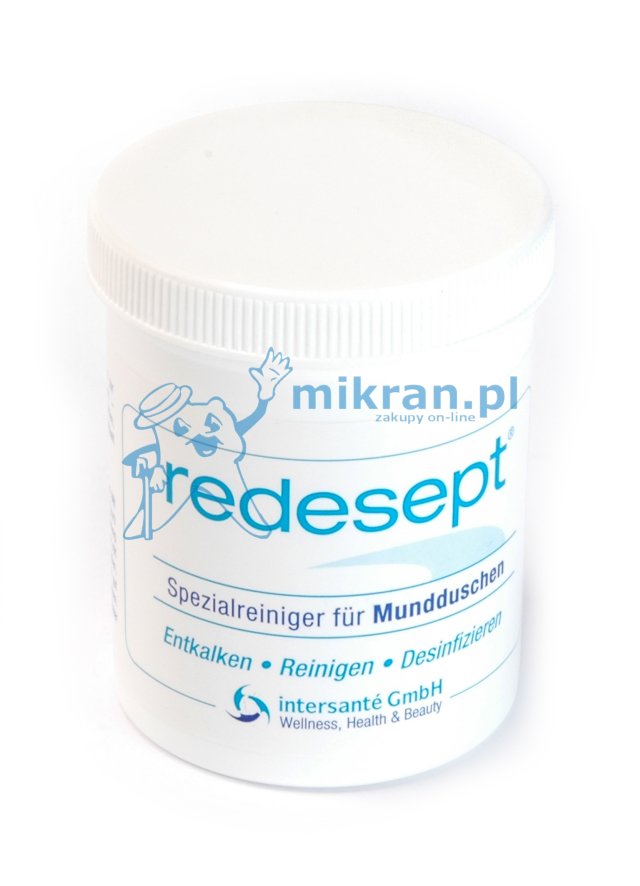 mikran.pl
zakupy on-line
redesept®
Spezialreiniger für Mundduschen
Entkalken • Reinigen • Desinfizieren
intersanté GmbH
Wellness, Health & Beauty